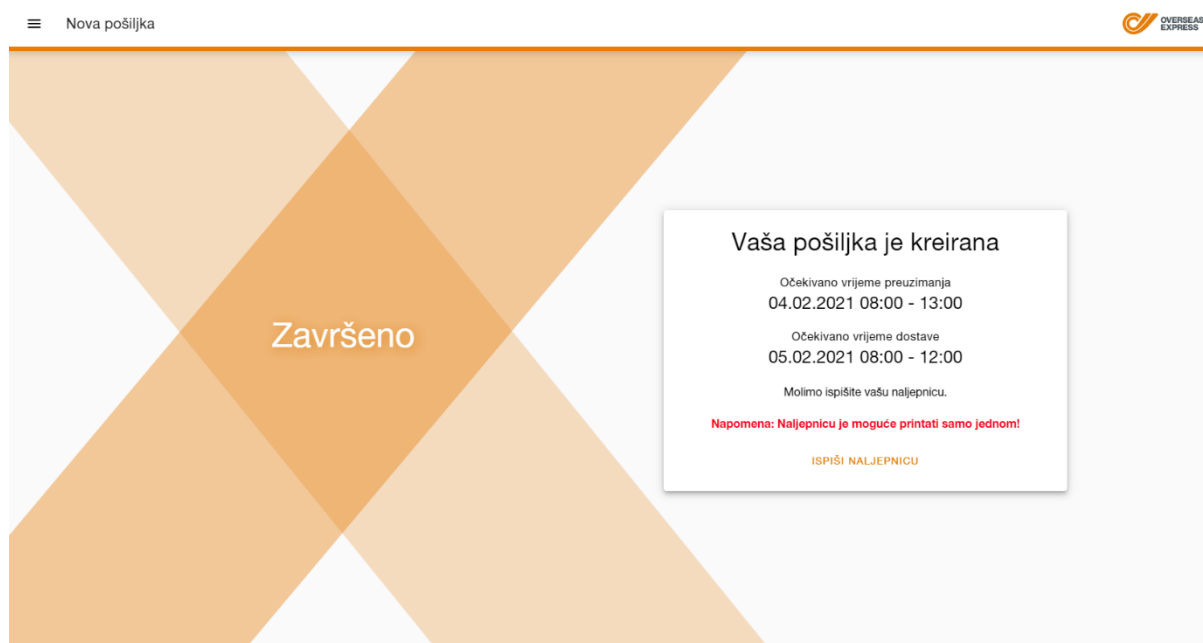 Nova pošiljka
OVERSEAS
EXPRESS
Završeno
Vaša pošiljka je kreirana
Očekivano vrijeme preuzimanja
04.02.2021 08:00 - 13:00
Očekivano vrijeme dostave
05.02.2021 08:00 - 12:00
Molimo ispišite vašu naljepnicu.
Napomena: Naljepnicu je moguće printati samo jednom!
ISPIŠI NALJEPNICU